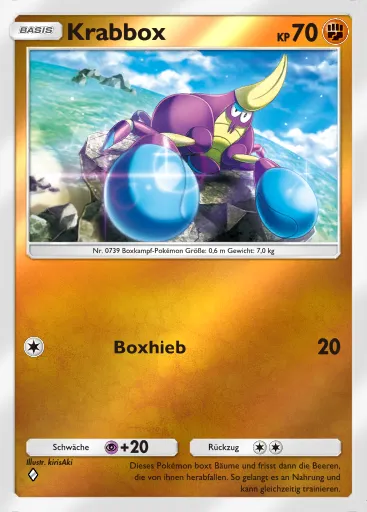 BASIS Krabbox KP 70
Nr. 0739 Boxkampf-Pokémon Größe: 0,6 m Gewicht: 7,0 kg
Boxhieb 20
Schwäche +20 Rückzug
Illustr. kirisAki
Dieses Pokémon boxt Bäume und frisst dann die Beeren,
die von ihnen herabfallen. So gelangt es an Nahrung und
kann gleichzeitig trainieren.